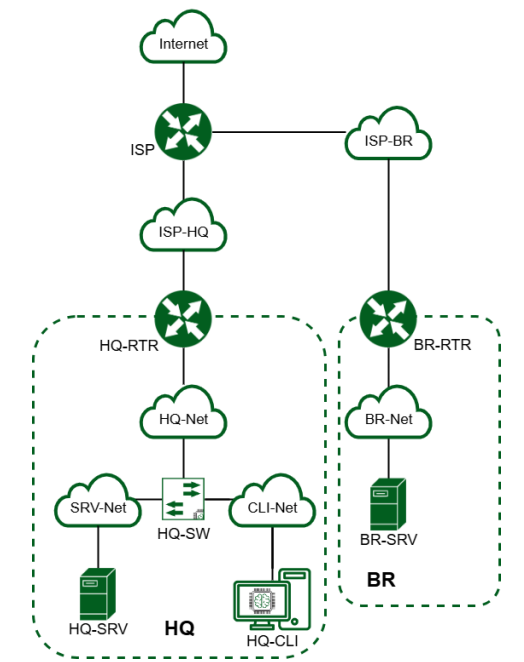 Internet
ISP
ISP-BR
ISP-HQ
HQ-RTR
BR-RTR
HQ-Net
BR-Net
SRV-Net
CLI-Net
HQ-SW
BR-SRV
BR
HQ-SRV
HQ
HQ-CLI